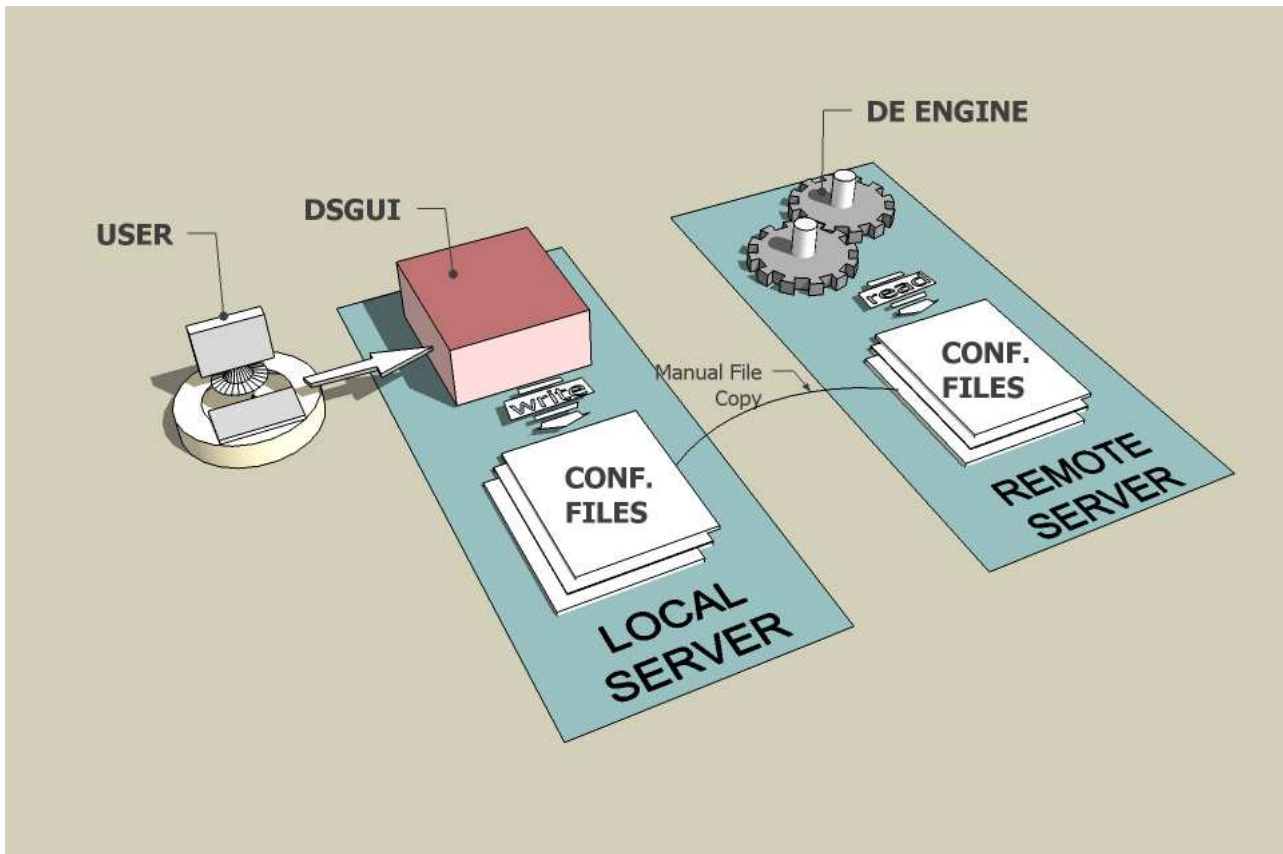 DE ENGINE
DSGUI
USER
read
CONF.
FILES
Manual File
Copy
write
CONF.
FILES
REMOTE
SERVER
LOCAL
SERVER